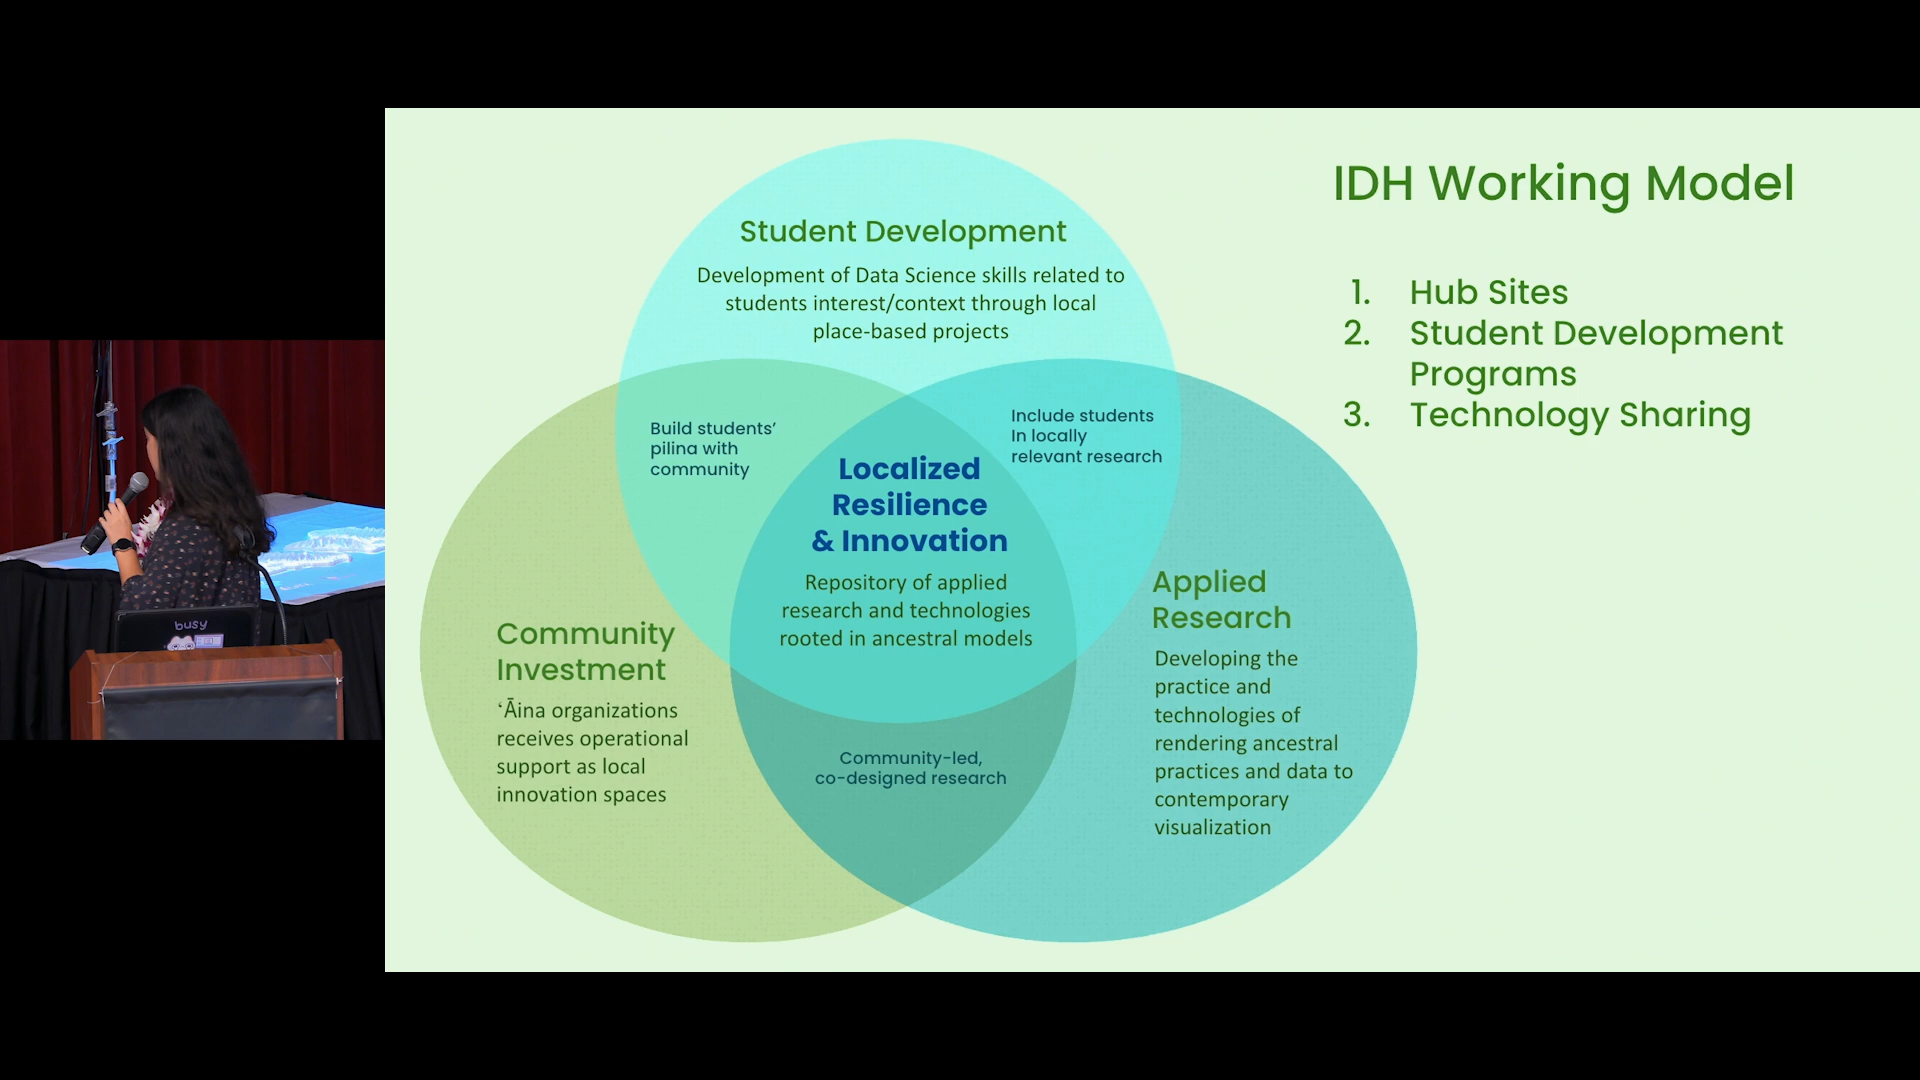 IDH Working Model
1. Hub Sites
2. Student Development
Programs
3. Technology Sharing
Student Development
Development of Data Science skills related to
students interest/context through local
place-based projects
Build students’
pilina with
community
Include students
In locally
relevant research
Localized
Resilience
& Innovation
Repository of applied
research and technologies
rooted in ancestral models
Community
Investment
ʻĀina organizations
receives operational
support as local
innovation spaces
Applied
Research
Developing the
practice and
technologies of
rendering ancestral
practices and data to
contemporary
visualization
Community-led,
co-designed research
busy